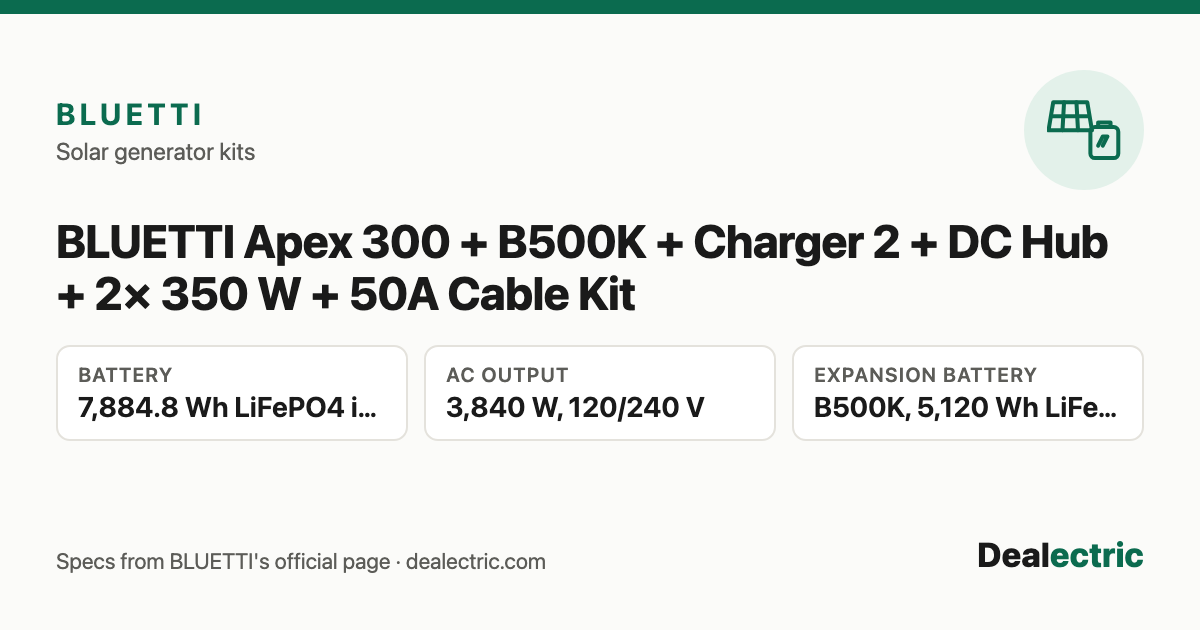 BLUETTI
Solar generator kits
BLUETTI Apex 300 + B500K + Charger 2 + DC Hub
+ 2× 350 W + 50A Cable Kit
BATTERY
7,884.8 Wh LiFePO4 i...
AC OUTPUT
3,840 W, 120/240 V
EXPANSION BATTERY
B500K, 5,120 Wh LiFe...
Specs from BLUETTI's official page · dealectric.com
Dealectric